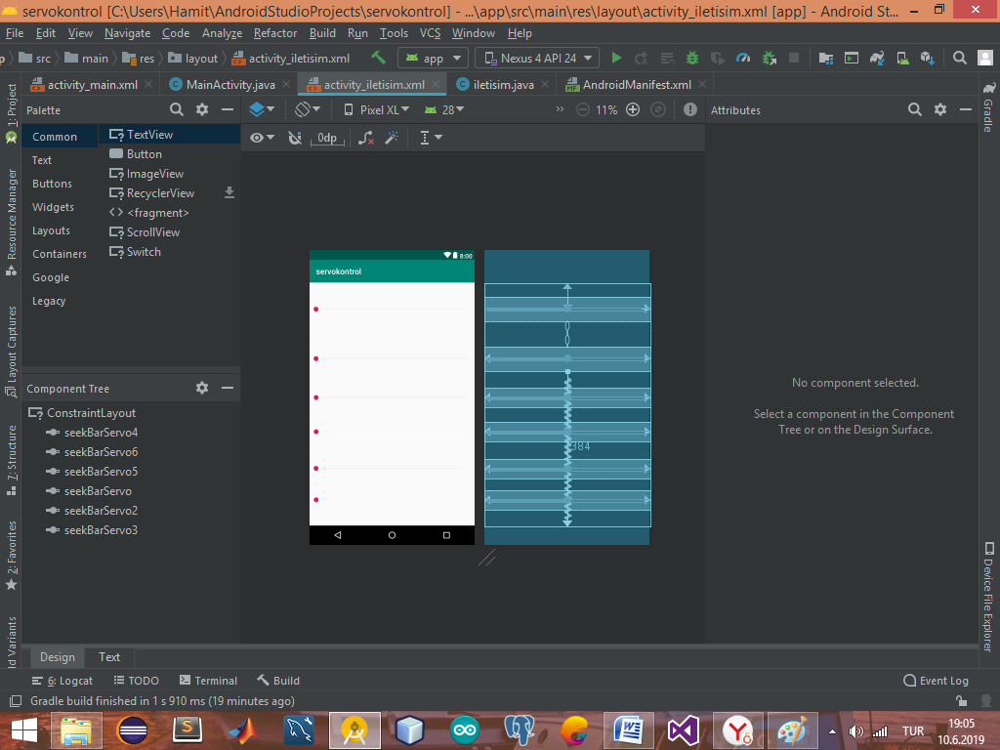 servokontrol [C:\Users\Hamit\AndroidStudioProjects\servokontrol] - ...\app\src\main\res\layout\activity_iletisim.xml [app] - Android St...
File Edit View Navigate Code Analyze Refactor Build Run Tools VCS Window Help
src main res layout activity_iletisim.xml app Nexus 4 API 24
activity_main.xml MainActivity.java activity_iletisim.xml iletisim.java AndroidManifest.xml
Palette
Pixel XL 28 » 11%
Attributes
0dp
Common
Text
Buttons
Widgets
Layouts
Containers
Google
Legacy
TextView
Button
ImageView
RecyclerView
<fragment>
ScrollView
Switch
Component Tree
ConstraintLayout
seekBarServo4
seekBarServo6
seekBarServo5
seekBarServo
seekBarServo2
seekBarServo3
8:00
servokontrol
384
No component selected.
Select a component in the Component
Tree or on the Design Surface.
1: Project
Resource Manager
Layout Captures
7: Structure
2: Favorites
ld Variants
Gradle
Device File Explorer
Design Text
6: Logcat TODO Terminal Build Event Log
Gradle build finished in 1 s 910 ms (19 minutes ago)
TUR
19:05
10.6.2019